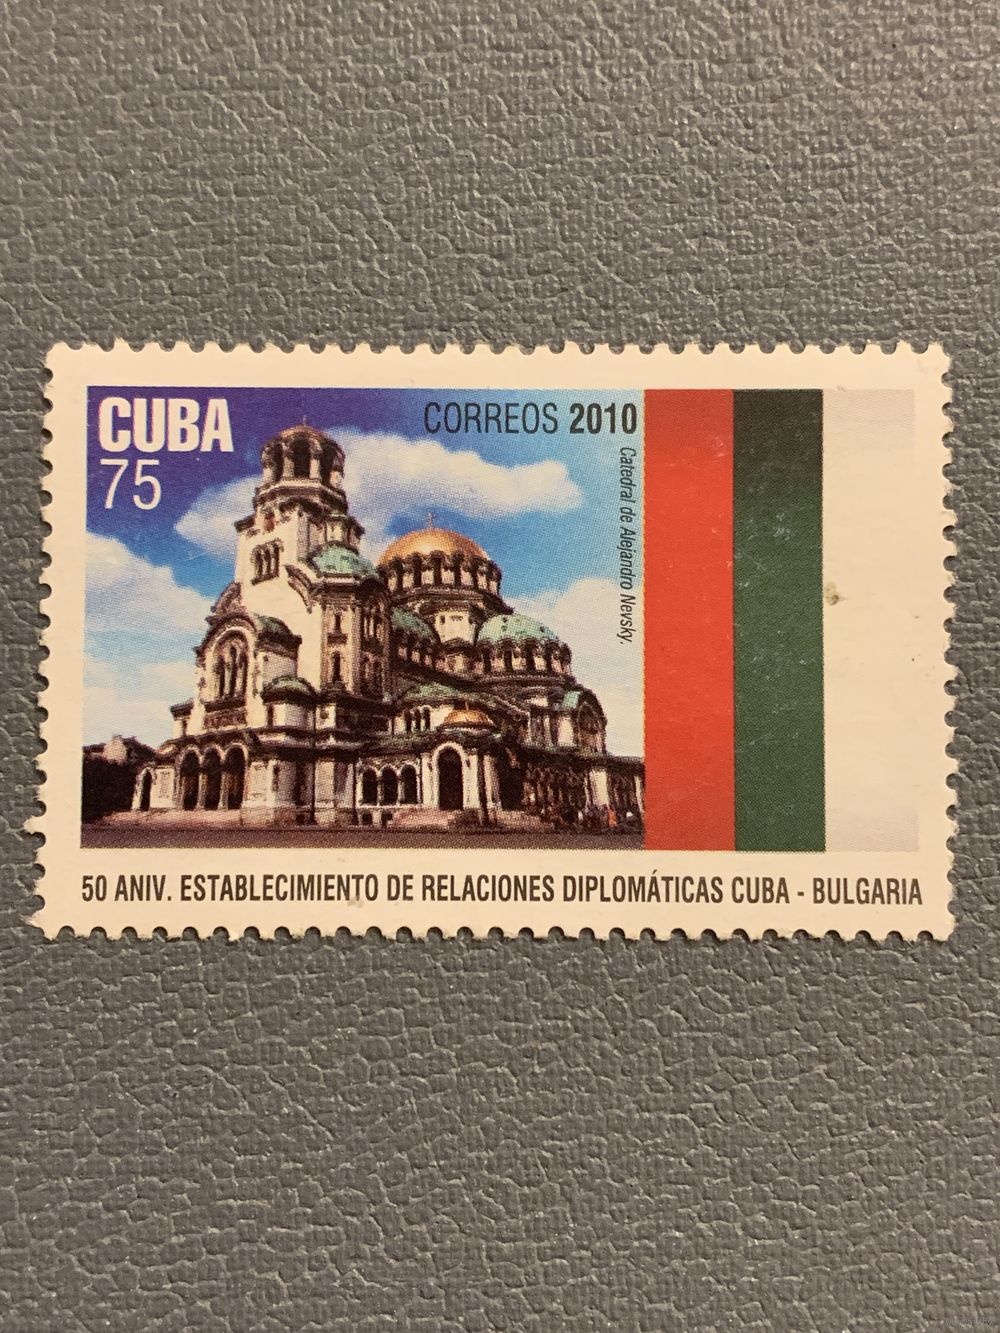 CUBA
75
CORREOS 2010
Catedral de Alejandro Nevsky.
50 ANIV. ESTABLECIMIENTO DE RELACIONES DIPLOMÁTICAS CUBA - BULGARIA